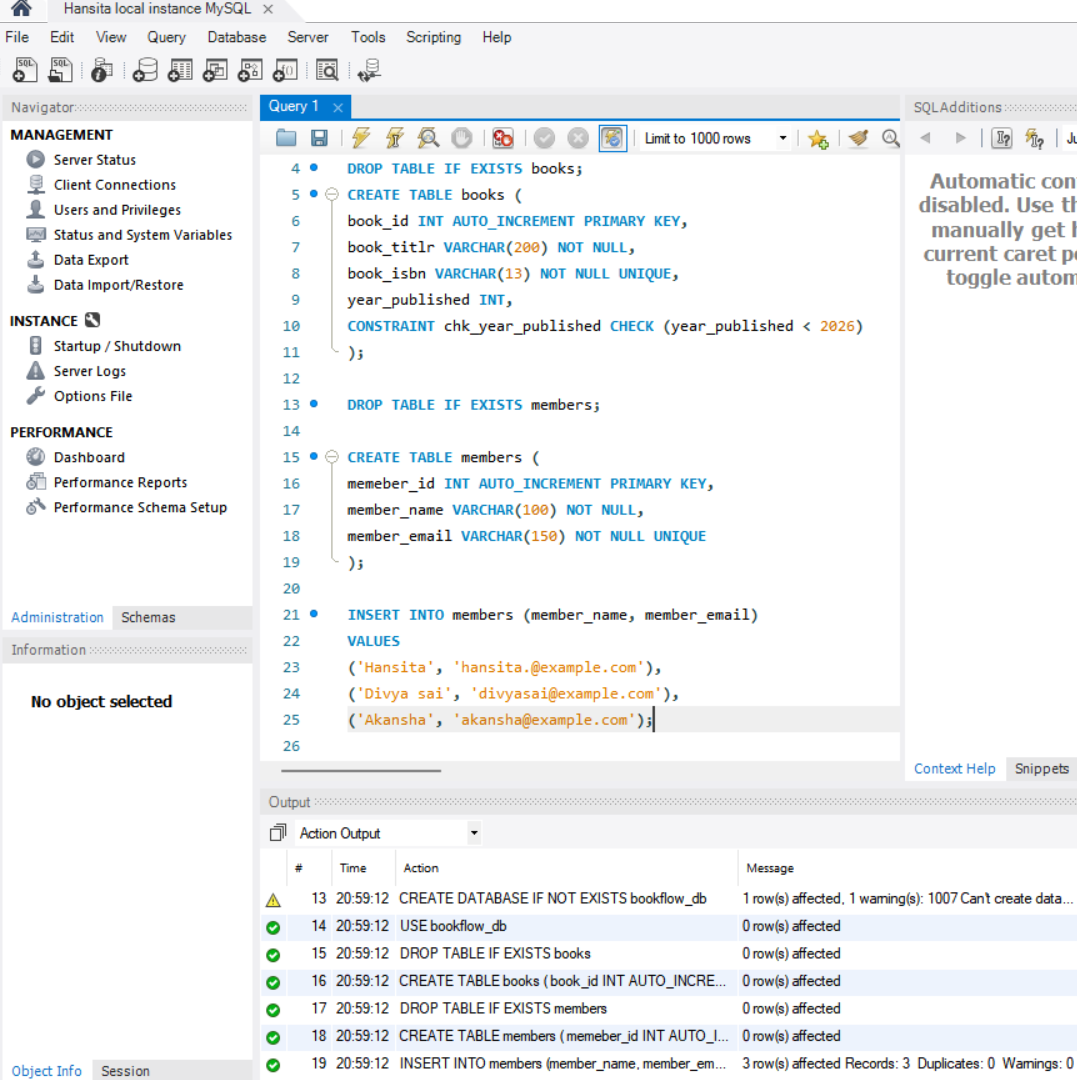 Hansita local instance MySQL
File Edit View Query Database Server Tools Scripting Help
Navigator
MANAGEMENT
Server Status
Client Connections
Users and Privileges
Status and System Variables
Data Export
Data Import/Restore
INSTANCE
Startup / Shutdown
Server Logs
Options File
PERFORMANCE
Dashboard
Performance Reports
Performance Schema Setup
Administration Schemas
Information
No object selected
Object Info Session
Query 1
Limit to 1000 rows
4 DROP TABLE IF EXISTS books;
5 CREATE TABLE books (
6 book_id INT AUTO_INCREMENT PRIMARY KEY,
7 book_titlr VARCHAR(200) NOT NULL,
8 book_isbn VARCHAR(13) NOT NULL UNIQUE,
9 year_published INT,
10 CONSTRAINT chk_year_published CHECK (year_published < 2026)
11 );
12
13 DROP TABLE IF EXISTS members;
14
15 CREATE TABLE members (
16 memeber_id INT AUTO_INCREMENT PRIMARY KEY,
17 member_name VARCHAR(100) NOT NULL,
18 member_email VARCHAR(150) NOT NULL UNIQUE
19 );
20
21 INSERT INTO members (member_name, member_email)
22 VALUES
23 ('Hansita', 'hansita.@example.com'),
24 ('Divya sai', 'divyasai@example.com'),
25 ('Akansha', 'akansha@example.com');
26
SQLAdditions
Ju
Automatic con
disabled. Use th
manually get h
current caret po
toggle autom
Context Help Snippets
Output
Action Output
# Time Action Message
13 20:59:12 CREATE DATABASE IF NOT EXISTS bookflow_db 1 row(s) affected, 1 warning(s): 1007 Can't create data...
14 20:59:12 USE bookflow_db 0 row(s) affected
15 20:59:12 DROP TABLE IF EXISTS books 0 row(s) affected
16 20:59:12 CREATE TABLE books ( book_id INT AUTO_INCRE... 0 row(s) affected
17 20:59:12 DROP TABLE IF EXISTS members 0 row(s) affected
18 20:59:12 CREATE TABLE members ( memeber_id INT AUTO_I... 0 row(s) affected
19 20:59:12 INSERT INTO members (member_name, member_em... 3 row(s) affected Records: 3 Duplicates: 0 Warnings: 0